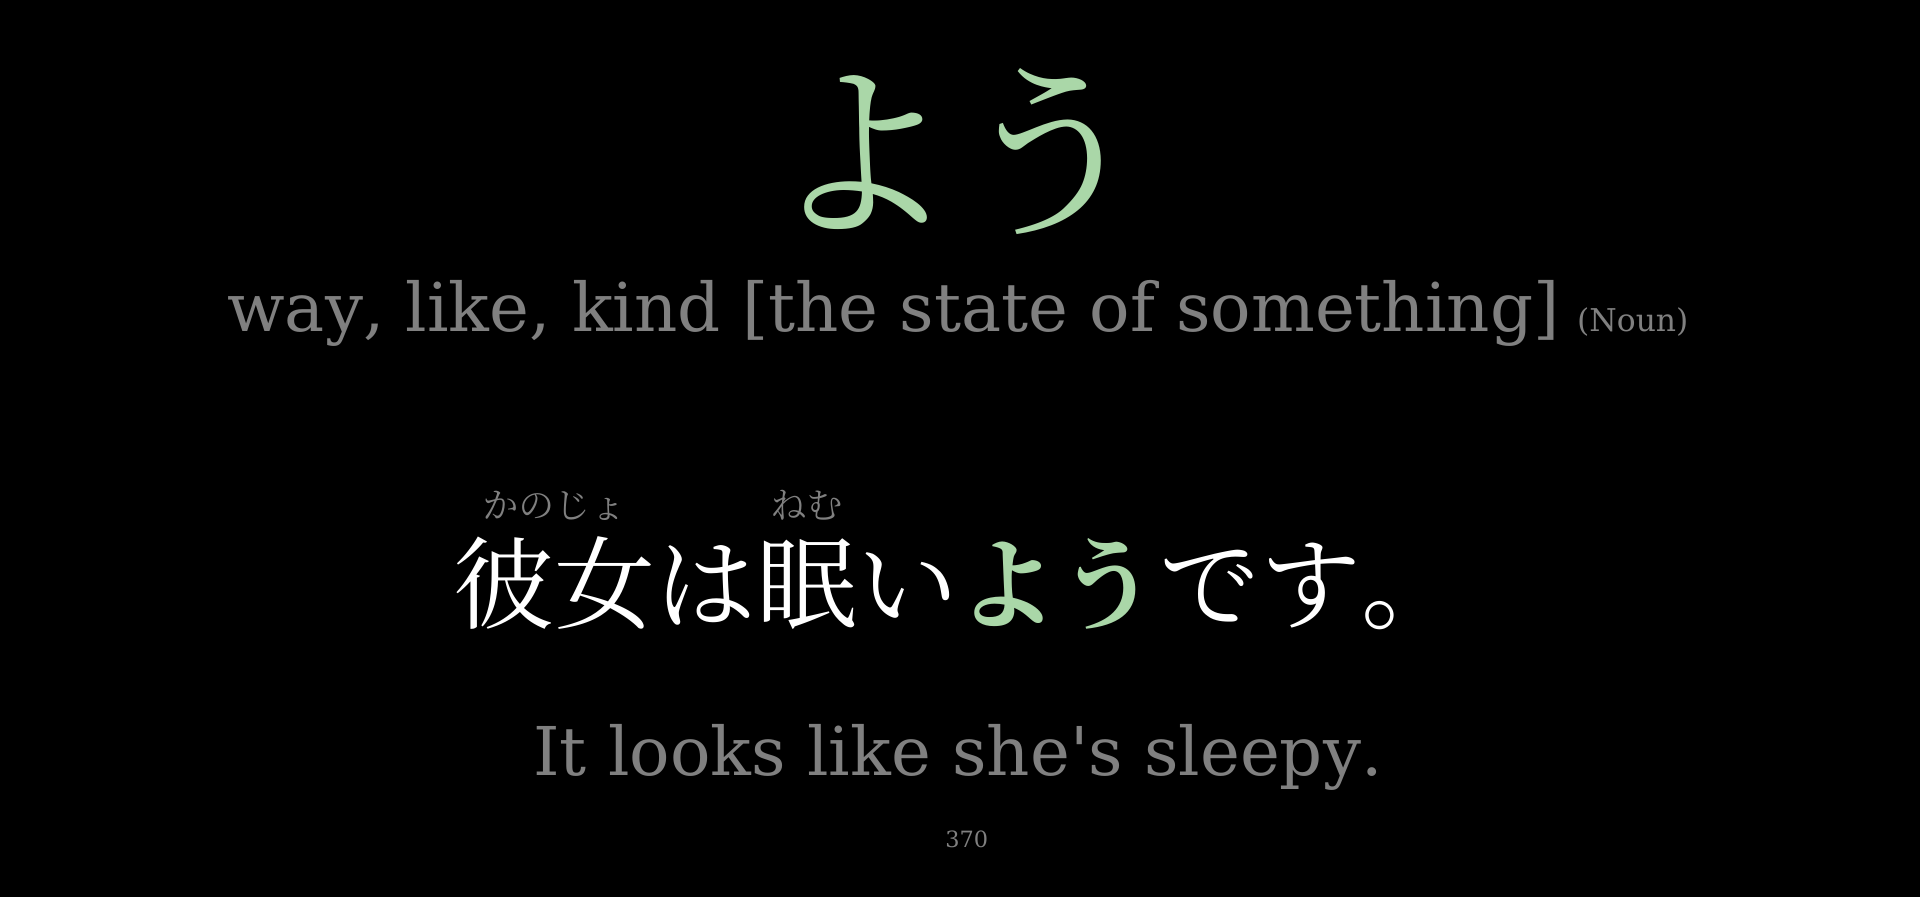 よう
way, like, kind [the state of something] (Noun)
かのじょ ねむ
彼女は眠いようです。
It looks like she's sleepy.
370